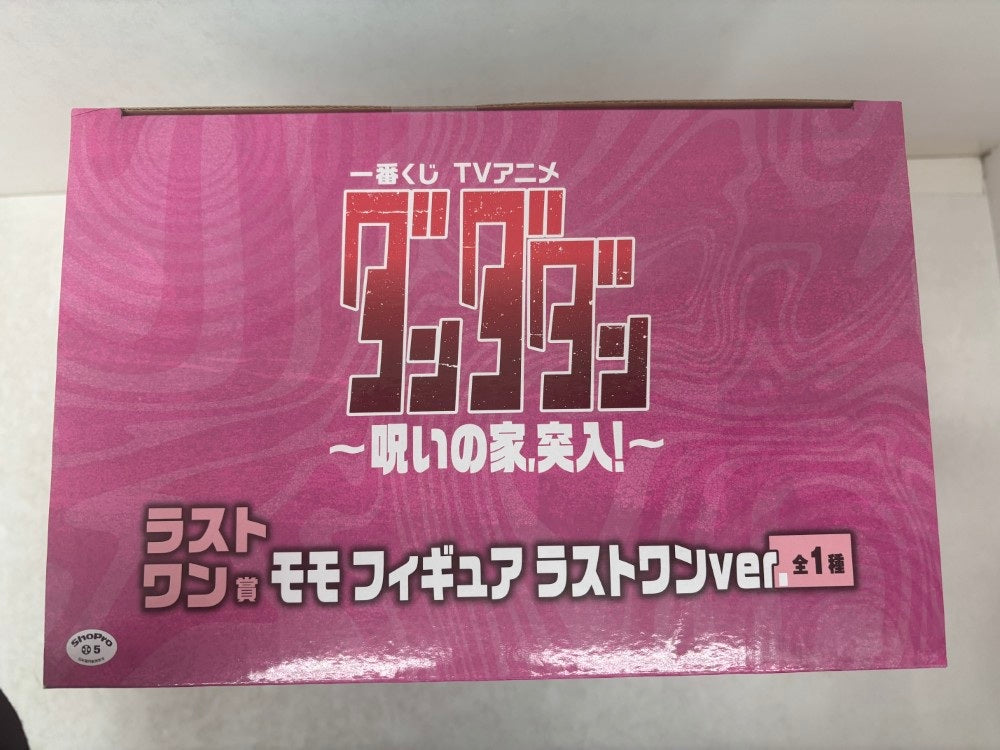 一番くじ TVアニメ
ダンダダン
～呪いの家、突入!～
ラスト
ワン賞
モモ フィギュア ラストワンver.
全1種
ShoPro
5